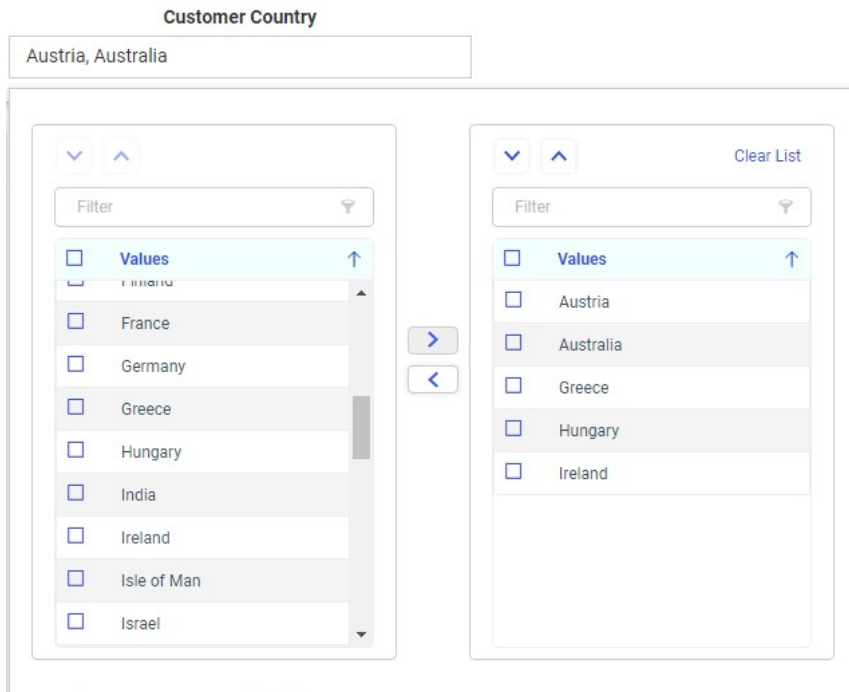 Customer Country
Austria, Australia
Clear List
Filter
Values
Finland
France
Germany
Greece
Hungary
India
Ireland
Isle of Man
Israel
Filter
Values
Austria
Australia
Greece
Hungary
Ireland